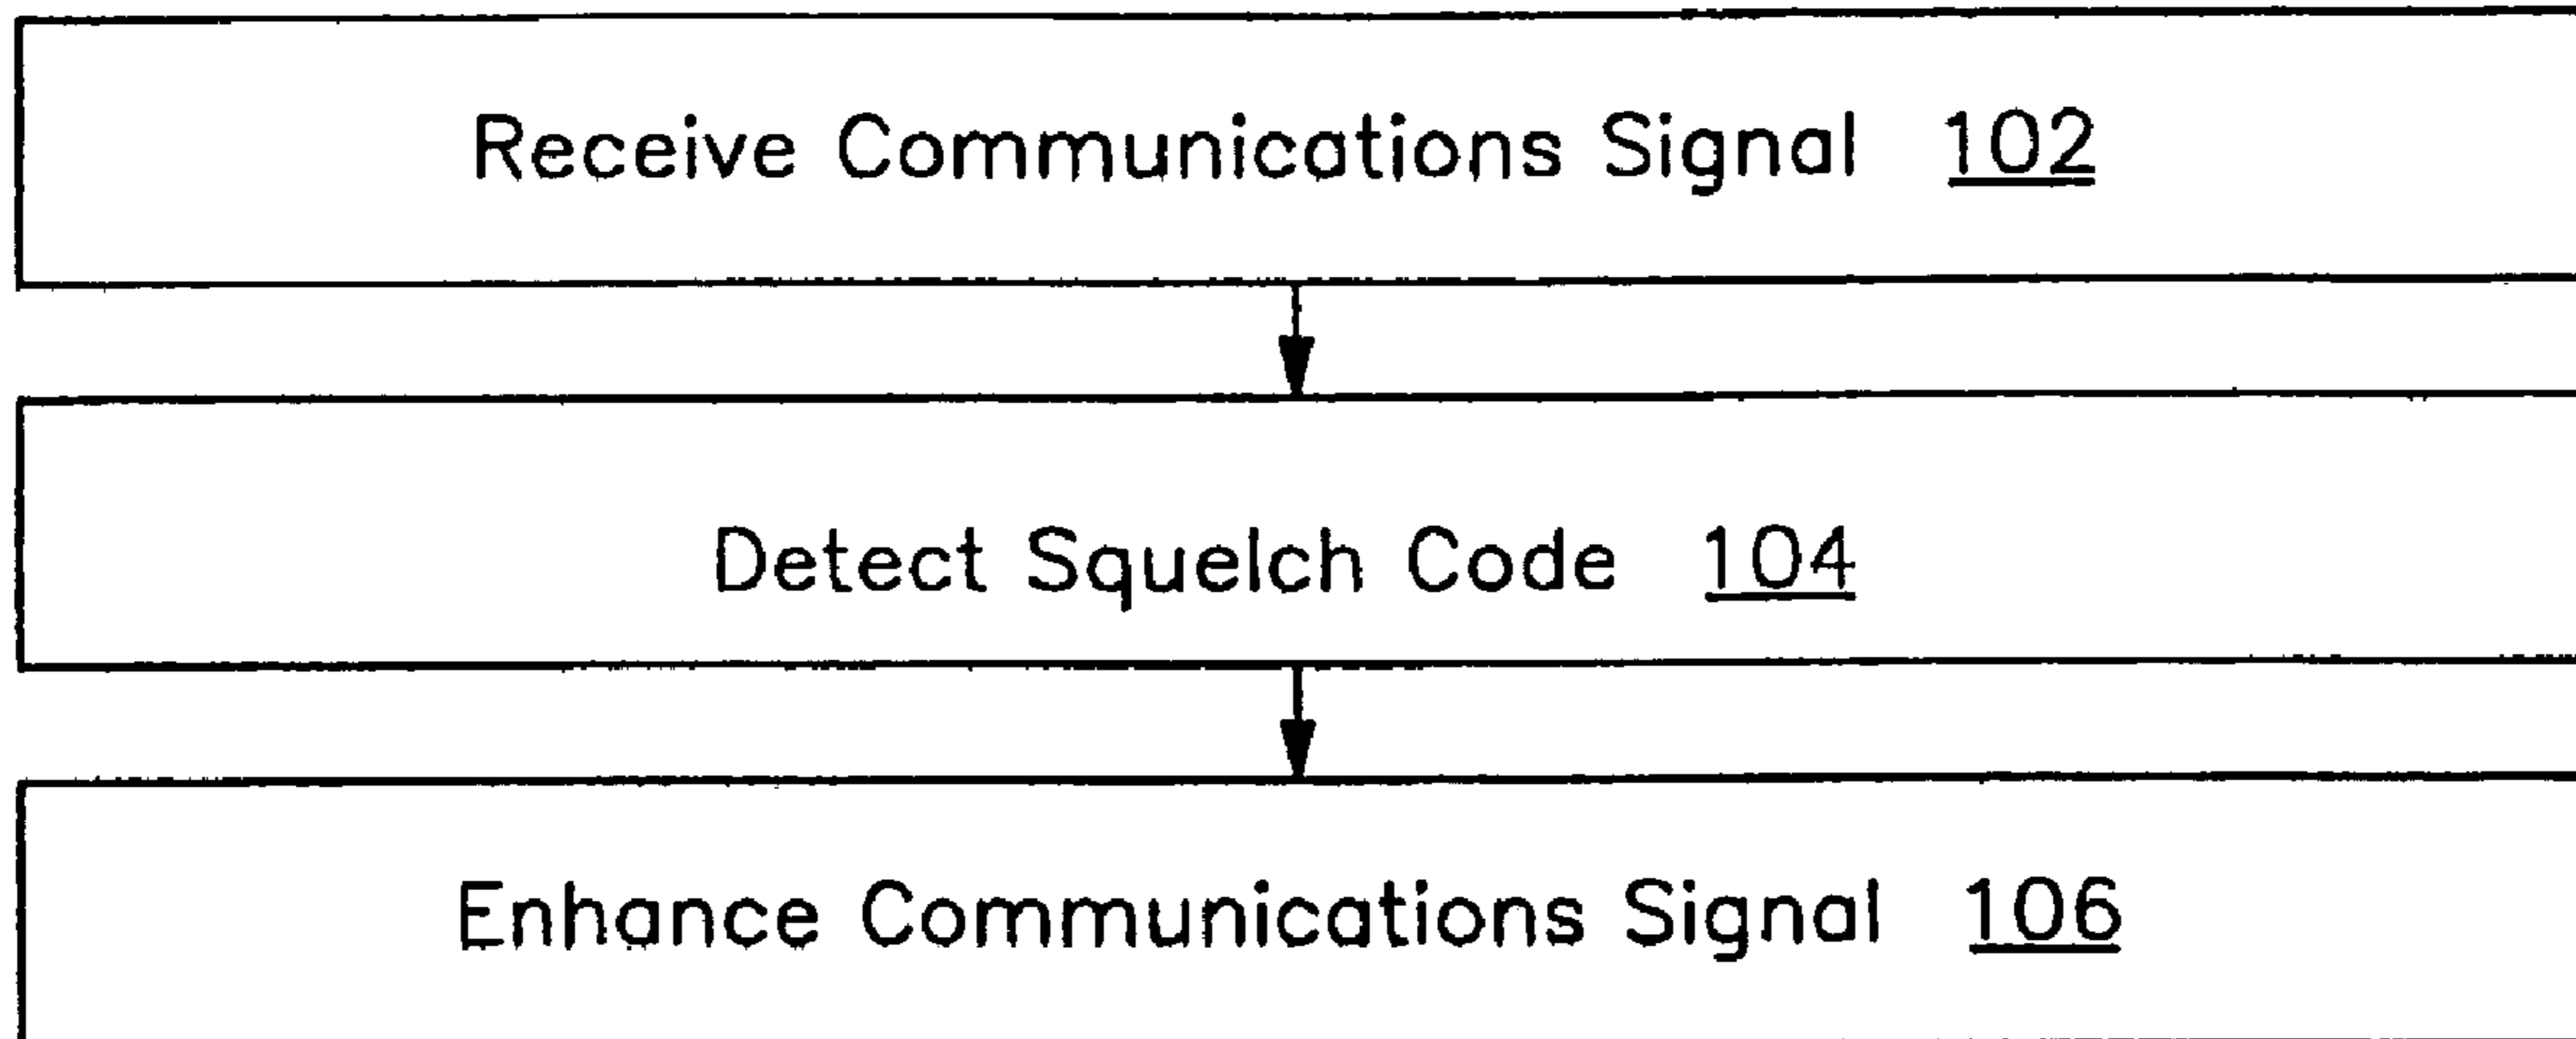 Receive Communications Signal 102
Detect Squelch Code 104
Enhance Communications Signal 106